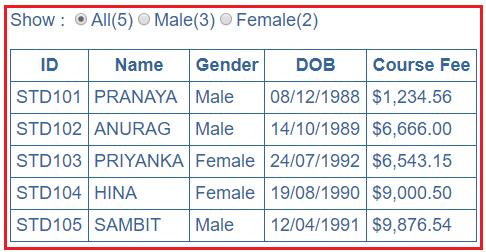 Show : All(5) Male(3) Female(2)
ID Name Gender DOB Course Fee
STD101 PRANAYA Male 08/12/1988 $1,234.56
STD102 ANURAG Male 14/10/1989 $6,666.00
STD103 PRIYANKA Female 24/07/1992 $6,543.15
STD104 HINA Female 19/08/1990 $9,000.50
STD105 SAMBIT Male 12/04/1991 $9,876.54